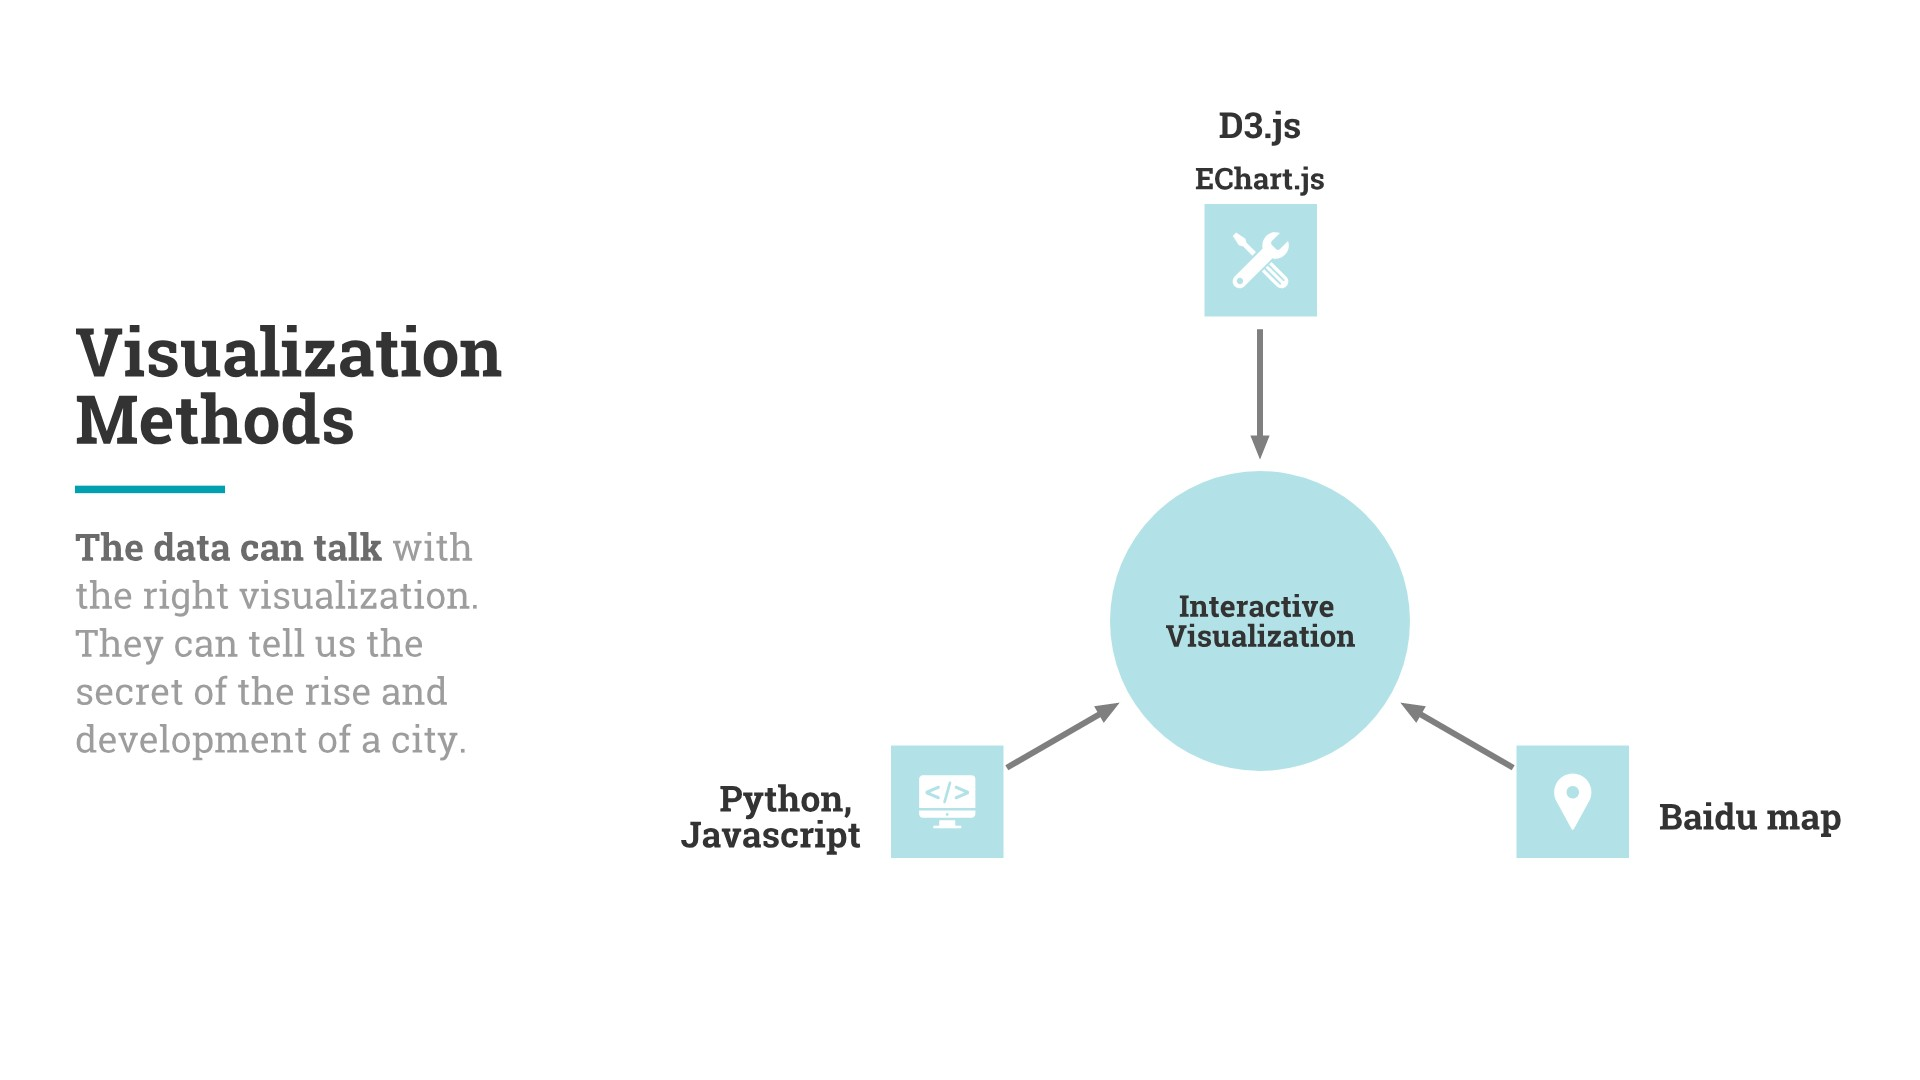 Visualization
Methods
The data can talk with
the right visualization.
They can tell us the
secret of the rise and
development of a city.
D3.js
EChart.js
Interactive
Visualization
Python,
Javascript
</>
Baidu map